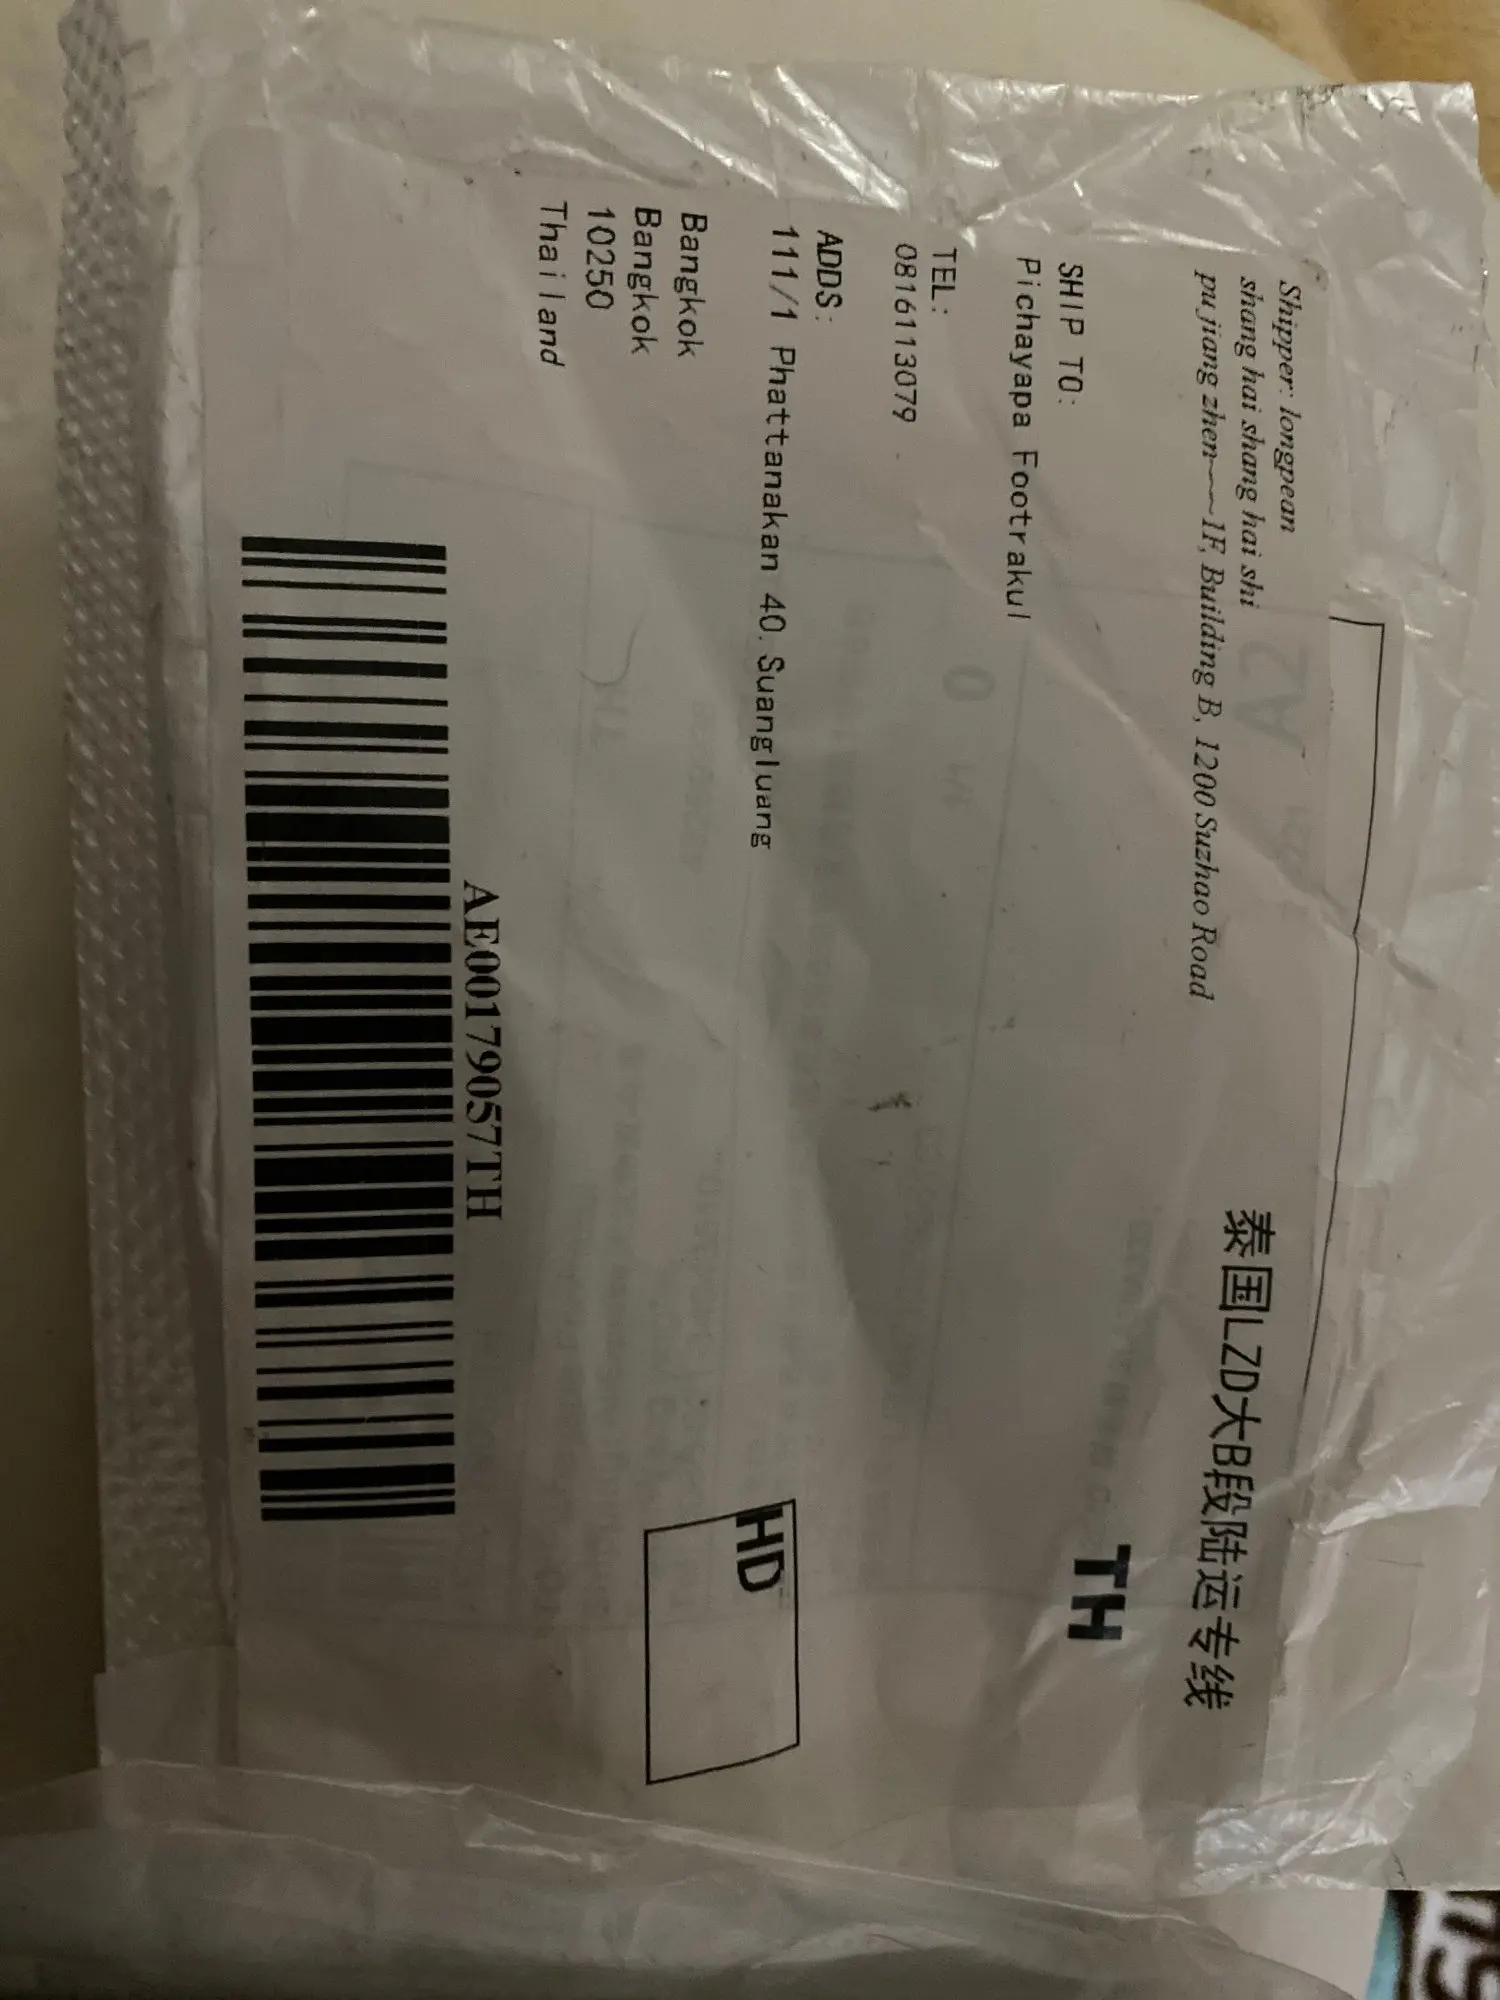 Shipper: longpean
shang hai shang hai shi
pu jiang zhen~~~1F, Building B, 1200 Suzhao Road
泰国LZD大B段陆运专线
SHIP TO:
TH
Pichayapa Footrakul
TEL:
0816113079
ADDS:
111/1 Phattanakan 40. Suangluang
HD
Bangkok
Bangkok
10250
Thailand
AE00179057TH